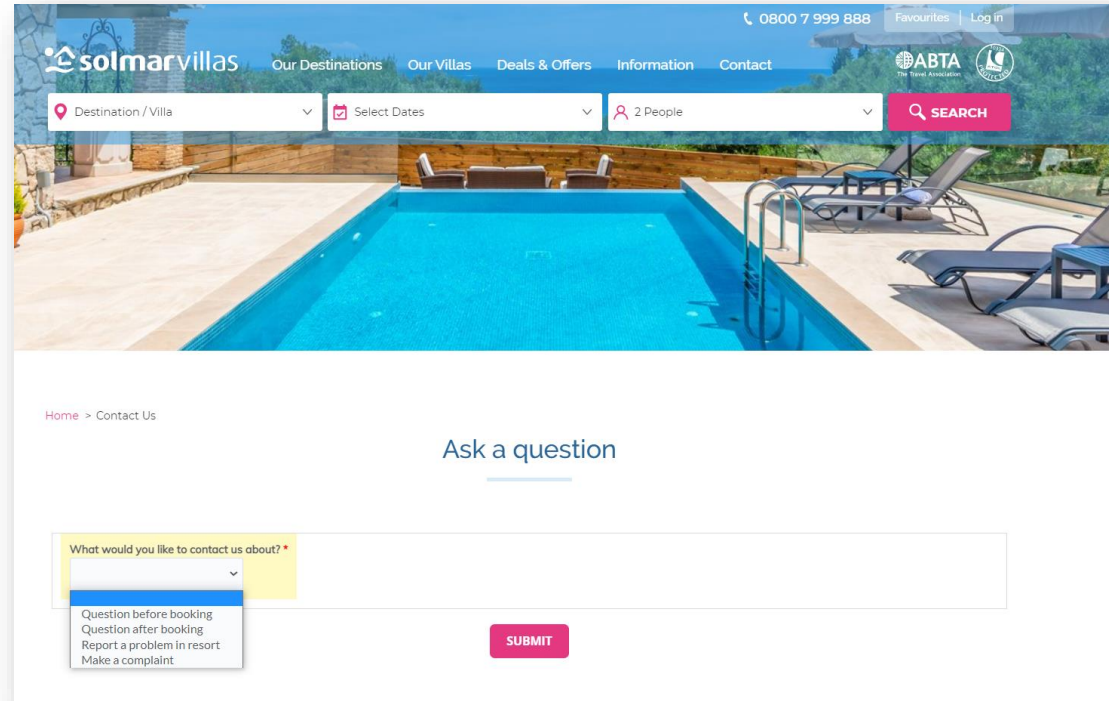 0800 7 999 888 Favourites | Log in
solmarvillas Our Destinations Our Villas Deals & Offers Information Contact ABTA
The Travel Association
Destination / Villa Select Dates 2 People SEARCH
Home > Contact Us
Ask a question
What would you like to contact us about? *
Question before booking
Question after booking
Report a problem in resort
Make a complaint
SUBMIT